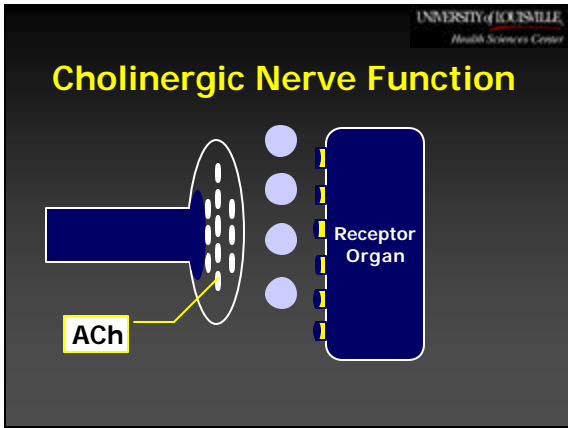 UNIVERSITY of LOUISVILLE
Health Sciences Center
Cholinergic Nerve Function
Receptor
Organ
ACh